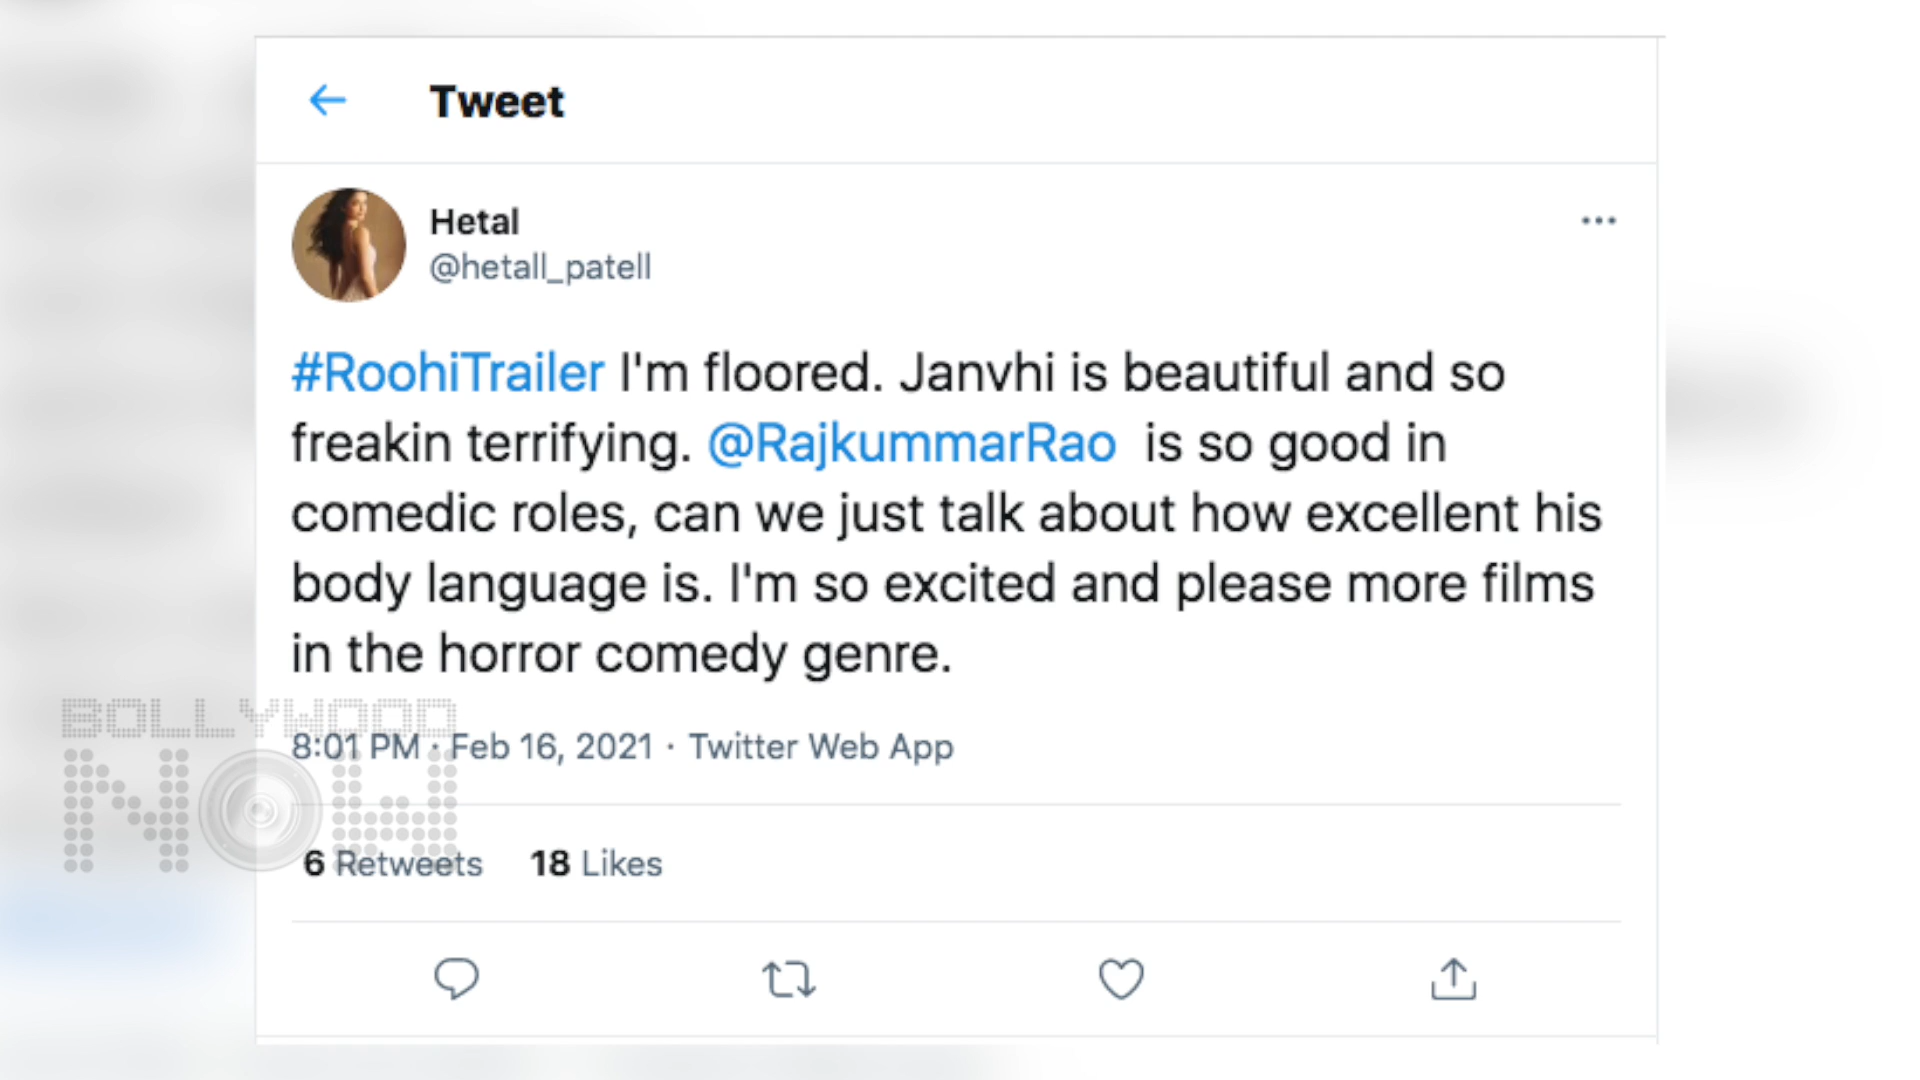 Tweet
Hetal
@hetall_patell
#RoohiTrailer I'm floored. Janvhi is beautiful and so
freakin terrifying. @RajkummarRao  is so good in
comedic roles, can we just talk about how excellent his
body language is. I'm so excited and please more films
in the horror comedy genre.
BOLLYWOOD
NOW
8:01 PM · Feb 16, 2021 · Twitter Web App
6 Retweets 18 Likes